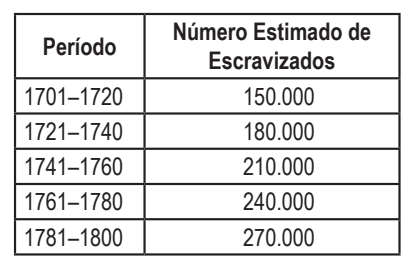 Período
Número Estimado de
Escravizados
1701–1720 150.000
1721–1740 180.000
1741–1760 210.000
1761–1780 240.000
1781–1800 270.000